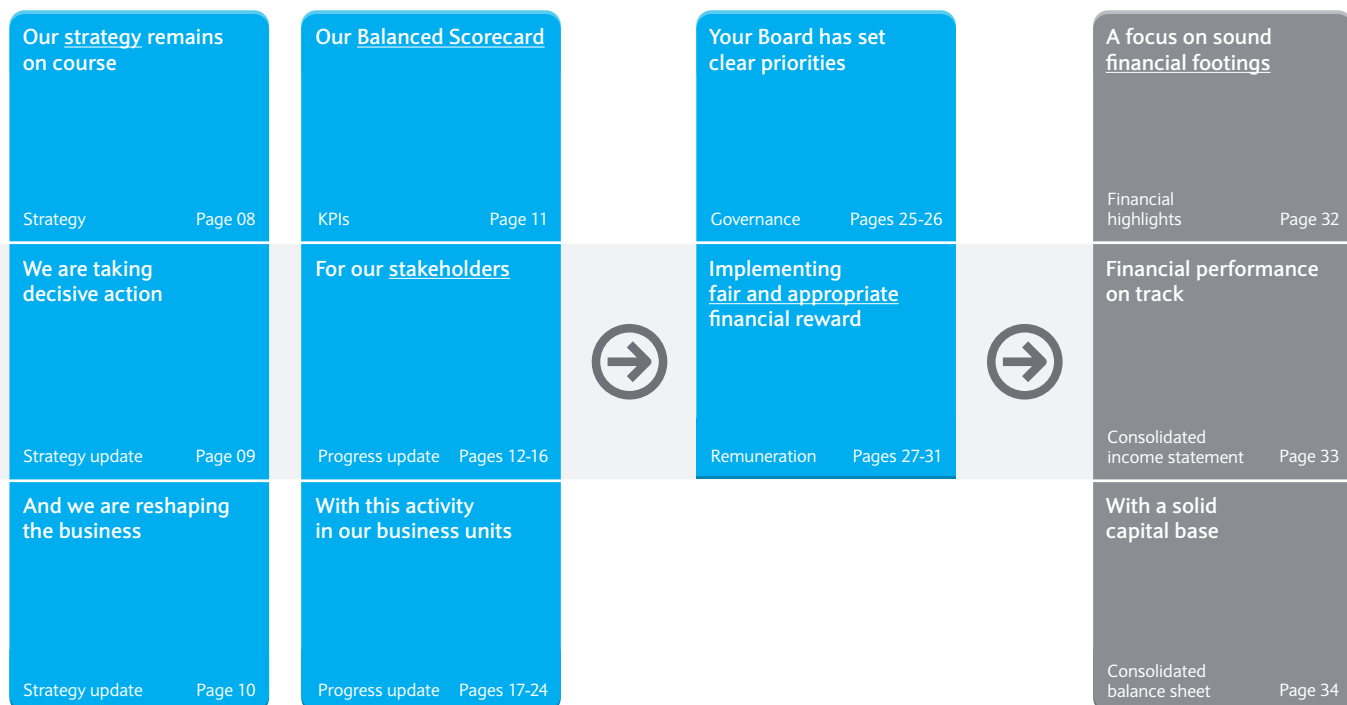 Our strategy remains
on course
Strategy Page 08
We are taking
decisive action
Strategy update Page 09
And we are reshaping
the business
Strategy update Page 10
Our Balanced Scorecard
KPIs Page 11
For our stakeholders
Progress update Pages 12-16
With this activity
in our business units
Progress update Pages 17-24
Your Board has set
clear priorities
Governance Pages 25-26
Implementing
fair and appropriate
financial reward
Remuneration Pages 27-31
A focus on sound
financial footings
Financial
highlights Page 32
Financial performance
on track
Consolidated
income statement Page 33
With a solid
capital base
Consolidated
balance sheet Page 34